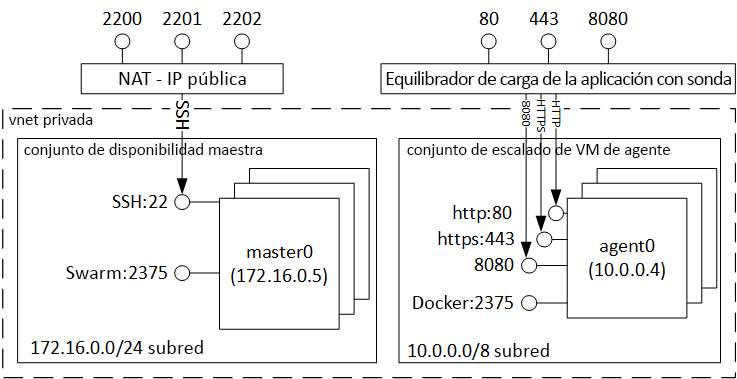 2200 2201 2202
80 443 8080
NAT - IP pública
Equilibrador de carga de la aplicación con sonda
SSH
8080
HTTPS
HTTP
vnet privada
conjunto de disponibilidad maestra
conjunto de escalado de VM de agente
SSH:22
Swarm:2375
master0
(172.16.0.5)
172.16.0.0/24 subred
http:80
https:443
8080
Docker:2375
agent0
(10.0.0.4)
10.0.0.0/8 subred